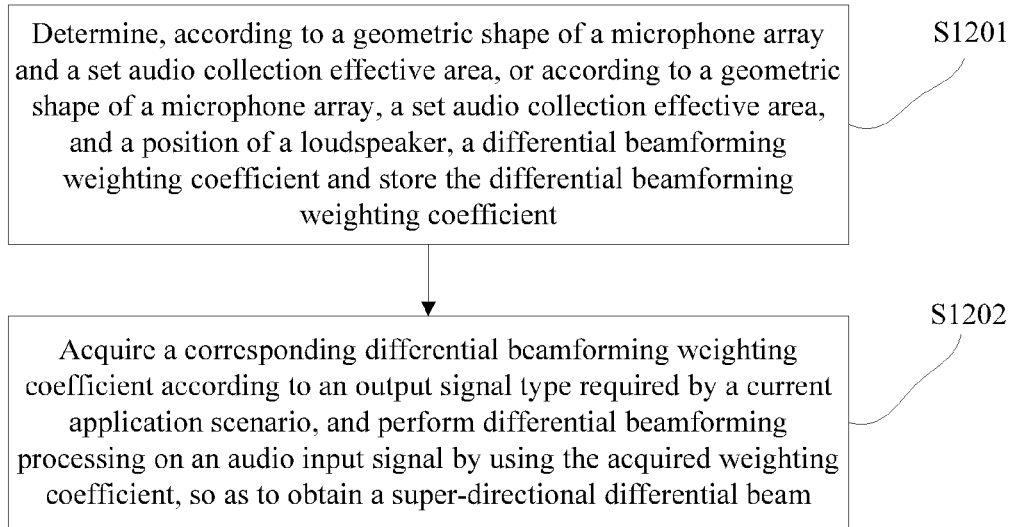 Determine, according to a geometric shape of a microphone array
and a set audio collection effective area, or according to a geometric
shape of a microphone array, a set audio collection effective area,
and a position of a loudspeaker, a differential beamforming
weighting coefficient and store the differential beamforming
weighting coefficient
S1201
Acquire a corresponding differential beamforming weighting
coefficient according to an output signal type required by a current
application scenario, and perform differential beamforming
processing on an audio input signal by using the acquired weighting
coefficient, so as to obtain a super-directional differential beam
S1202